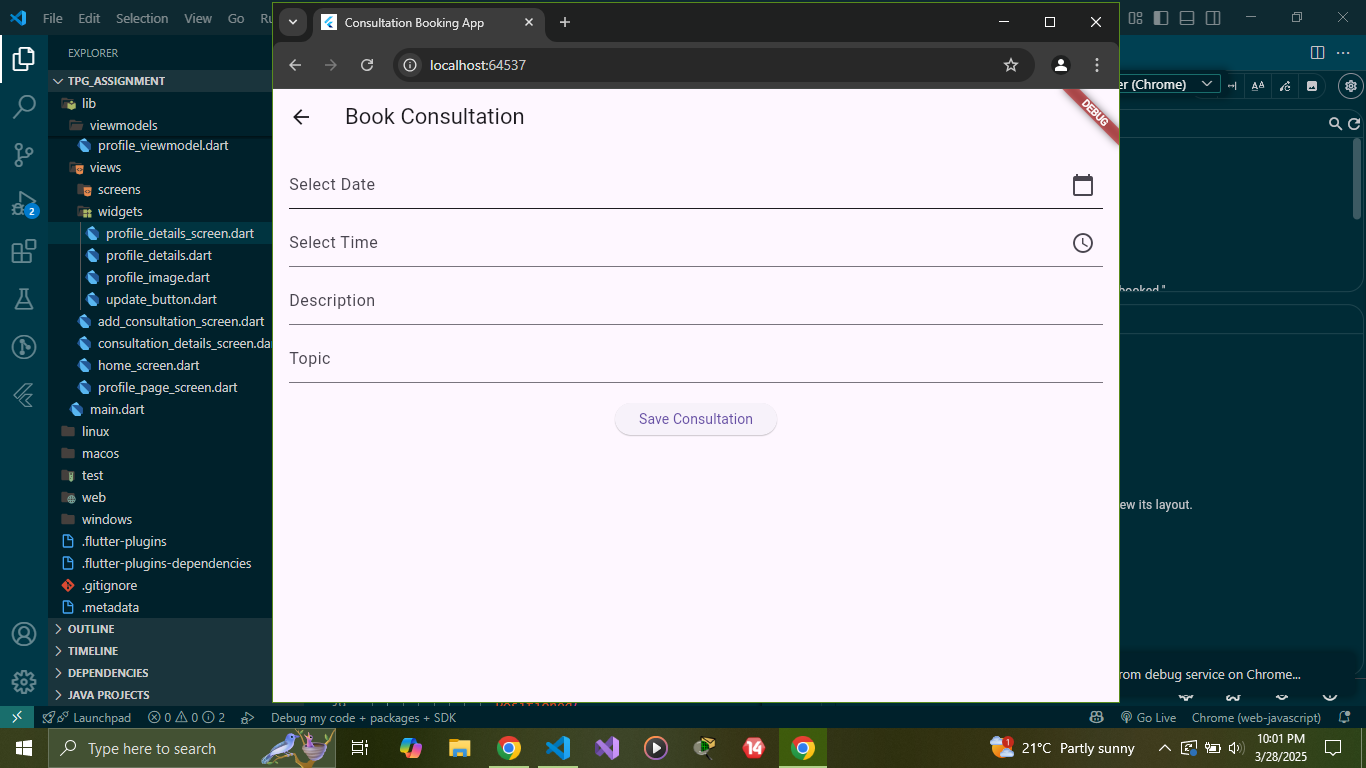 File Edit Selection View Go
Consultation Booking App
localhost:64537
EXPLORER
TPG_ASSIGNMENT
lib
viewmodels
profile_viewmodel.dart
views
screens
widgets
profile_details_screen.dart
profile_details.dart
profile_image.dart
update_button.dart
add_consultation_screen.dart
consultation_details_screen.da
home_screen.dart
profile_page_screen.dart
main.dart
linux
macos
test
web
windows
.flutter-plugins
.flutter-plugins-dependencies
.gitignore
.metadata
OUTLINE
TIMELINE
DEPENDENCIES
JAVA PROJECTS
2
Book Consultation
DEBUG
Select Date
Select Time
Description
Topic
Save Consultation
er (Chrome)
booked."
ew its layout.
rom debug service on Chrome...
Launchpad 0 0 2 Debug my code + packages + SDK
Go Live Chrome (web-javascript)
Type here to search
14
1
21°C Partly sunny
10:01 PM
3/28/2025